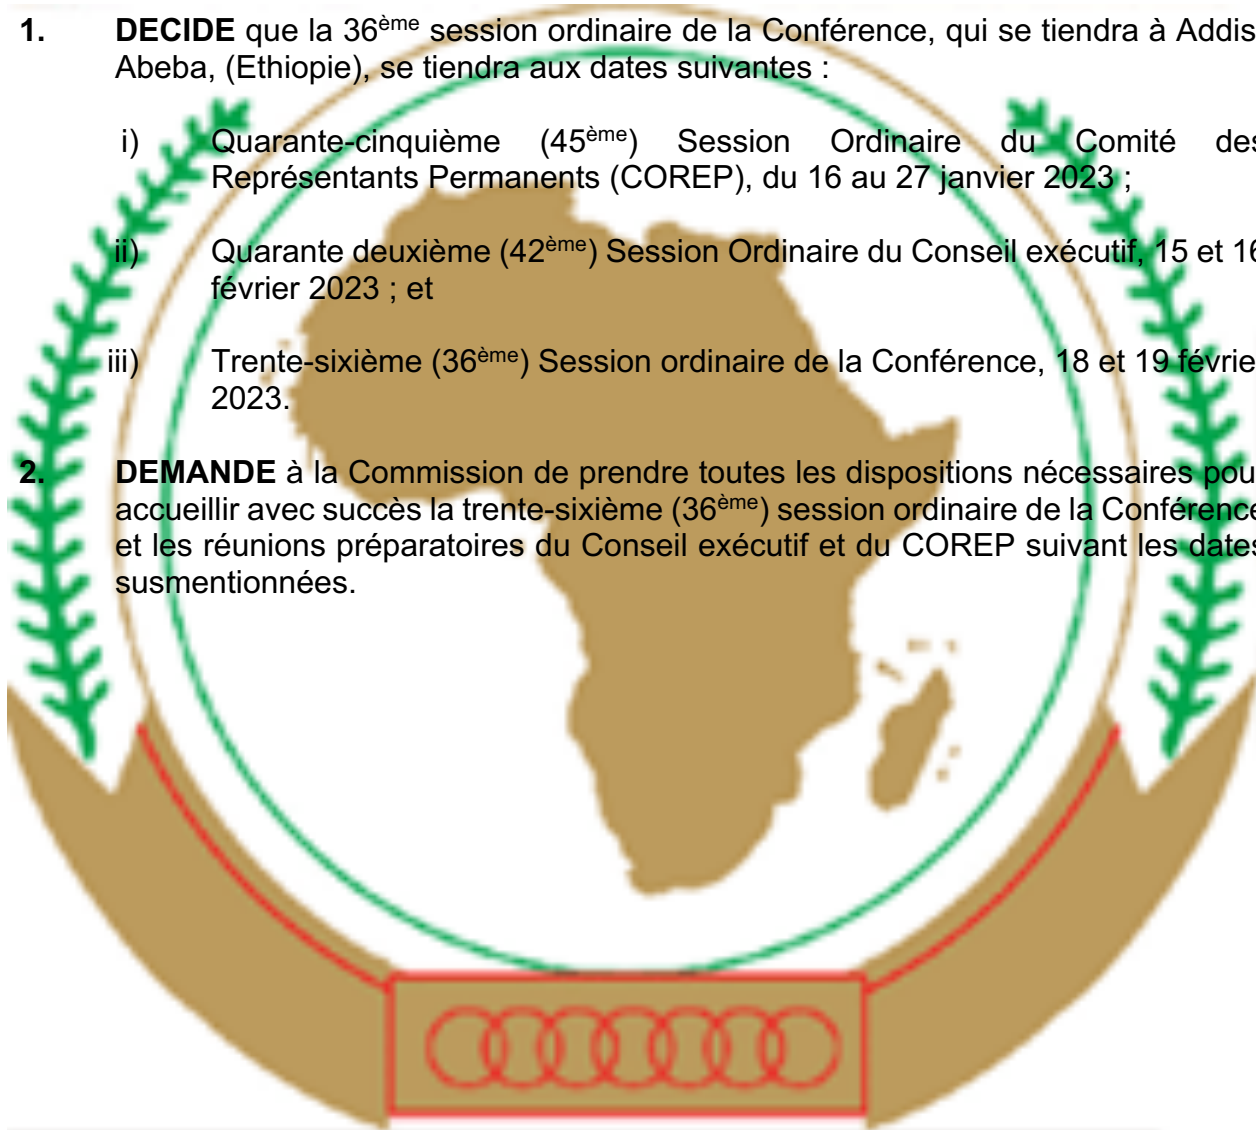 1. DECIDE que la 36ème session ordinaire de la Conférence, qui se tiendra à Addis
Abeba, (Ethiopie), se tiendra aux dates suivantes :
i) Quarante-cinquième (45ème) Session Ordinaire du Comité des
Représentants Permanents (COREP), du 16 au 27 janvier 2023 ;
ii) Quarante deuxième (42ème) Session Ordinaire du Conseil exécutif, 15 et 16
février 2023 ; et
iii) Trente-sixième (36ème) Session ordinaire de la Conférence, 18 et 19 février
2023.
2. DEMANDE à la Commission de prendre toutes les dispositions nécessaires pour
accueillir avec succès la trente-sixième (36ème) session ordinaire de la Conférence
et les réunions préparatoires du Conseil exécutif et du COREP suivant les dates
susmentionnées.